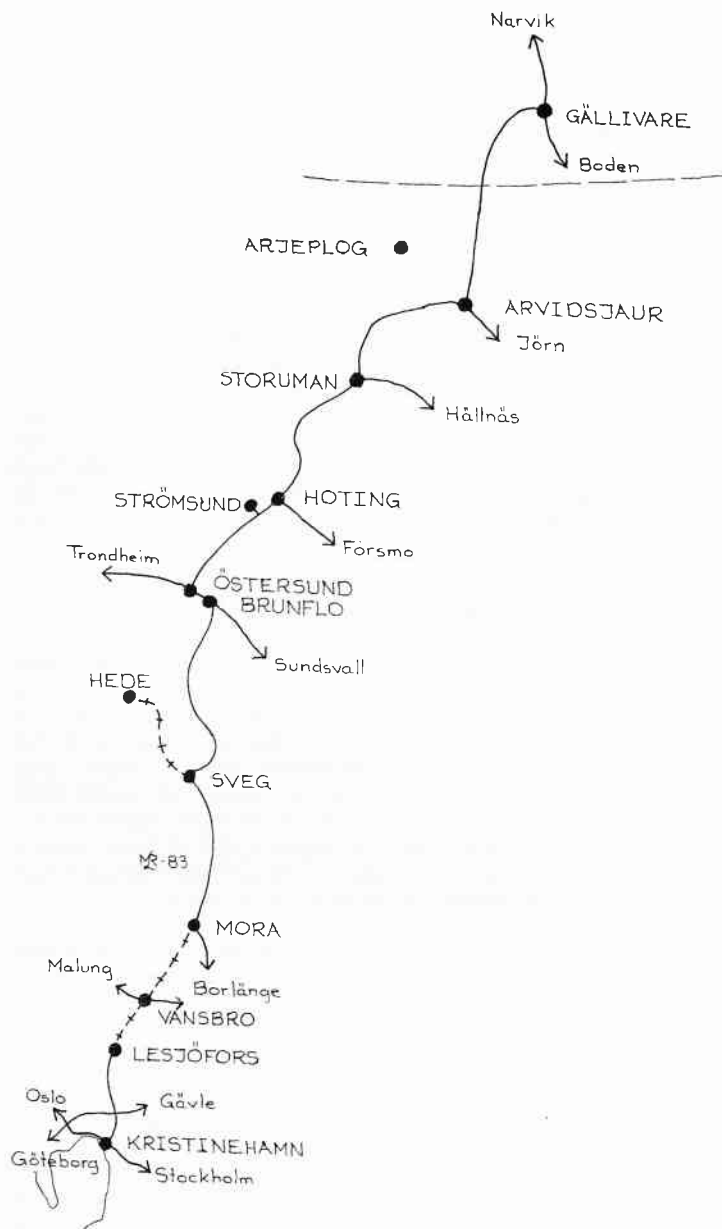 Narvik
GÄLLIVARE
Boden
ARJEPLOG
ARVIDSJAUR
Jörn
STORUMAN
Hällnäs
STRÖMSUND
HOTING
Forsmo
Trondheim
ÖSTERSUND
BRUNFLO
Sundsvall
HEDE
SVEG
MORA
Malung
Borlänge
VANSBRO
LESJÖFORS
Oslo
Gävle
KRISTINEHAMN
Göteborg
Stockholm